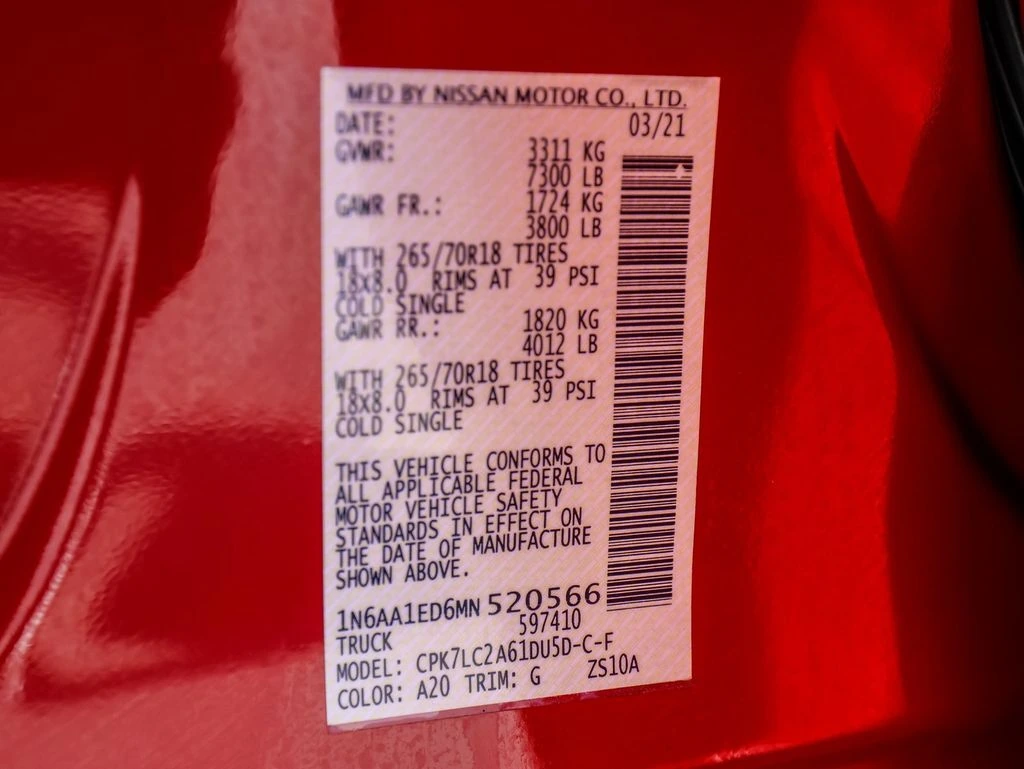 MFD BY NISSAN MOTOR CO., LTD.
DATE: 03/21
GVWR: 3311 KG
7300 LB
GAWR FR.: 1724 KG
3800 LB
WITH 265/70R18 TIRES
18X8.0 RIMS AT 39 PSI
COLD SINGLE
GAWR RR.: 1820 KG
4012 LB
WITH 265/70R18 TIRES
18X8.0 RIMS AT 39 PSI
COLD SINGLE
THIS VEHICLE CONFORMS TO
ALL APPLICABLE FEDERAL
MOTOR VEHICLE SAFETY
STANDARDS IN EFFECT ON
THE DATE OF MANUFACTURE
SHOWN ABOVE.
1N6AA1ED6MN 520566
TRUCK 597410
MODEL: CPK7LC2A61DU5D-C-F
COLOR: A20 TRIM: G ZS10A